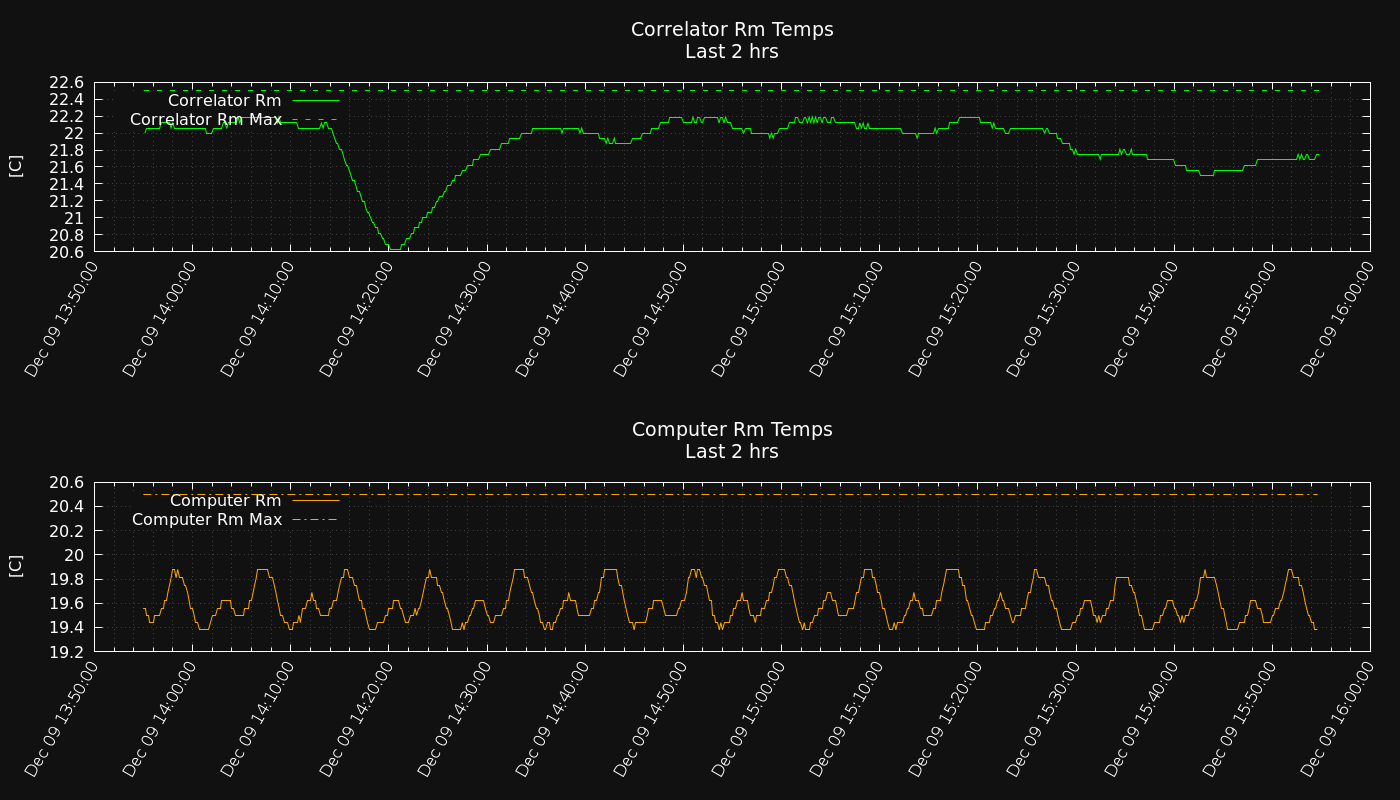 Correlator Rm Temps
Last 2 hrs
[C]
22.6
22.4
22.2
22
21.8
21.6
21.4
21.2
21
20.8
20.6
Correlator Rm
Correlator Rm Max
Dec 09 13:50:00
Dec 09 14:00:00
Dec 09 14:10:00
Dec 09 14:20:00
Dec 09 14:30:00
Dec 09 14:40:00
Dec 09 14:50:00
Dec 09 15:00:00
Dec 09 15:10:00
Dec 09 15:20:00
Dec 09 15:30:00
Dec 09 15:40:00
Dec 09 15:50:00
Dec 09 16:00:00
Computer Rm Temps
Last 2 hrs
[C]
20.6
20.4
20.2
20
19.8
19.6
19.4
19.2
Computer Rm
Computer Rm Max
Dec 09 13:50:00
Dec 09 14:00:00
Dec 09 14:10:00
Dec 09 14:20:00
Dec 09 14:30:00
Dec 09 14:40:00
Dec 09 14:50:00
Dec 09 15:00:00
Dec 09 15:10:00
Dec 09 15:20:00
Dec 09 15:30:00
Dec 09 15:40:00
Dec 09 15:50:00
Dec 09 16:00:00